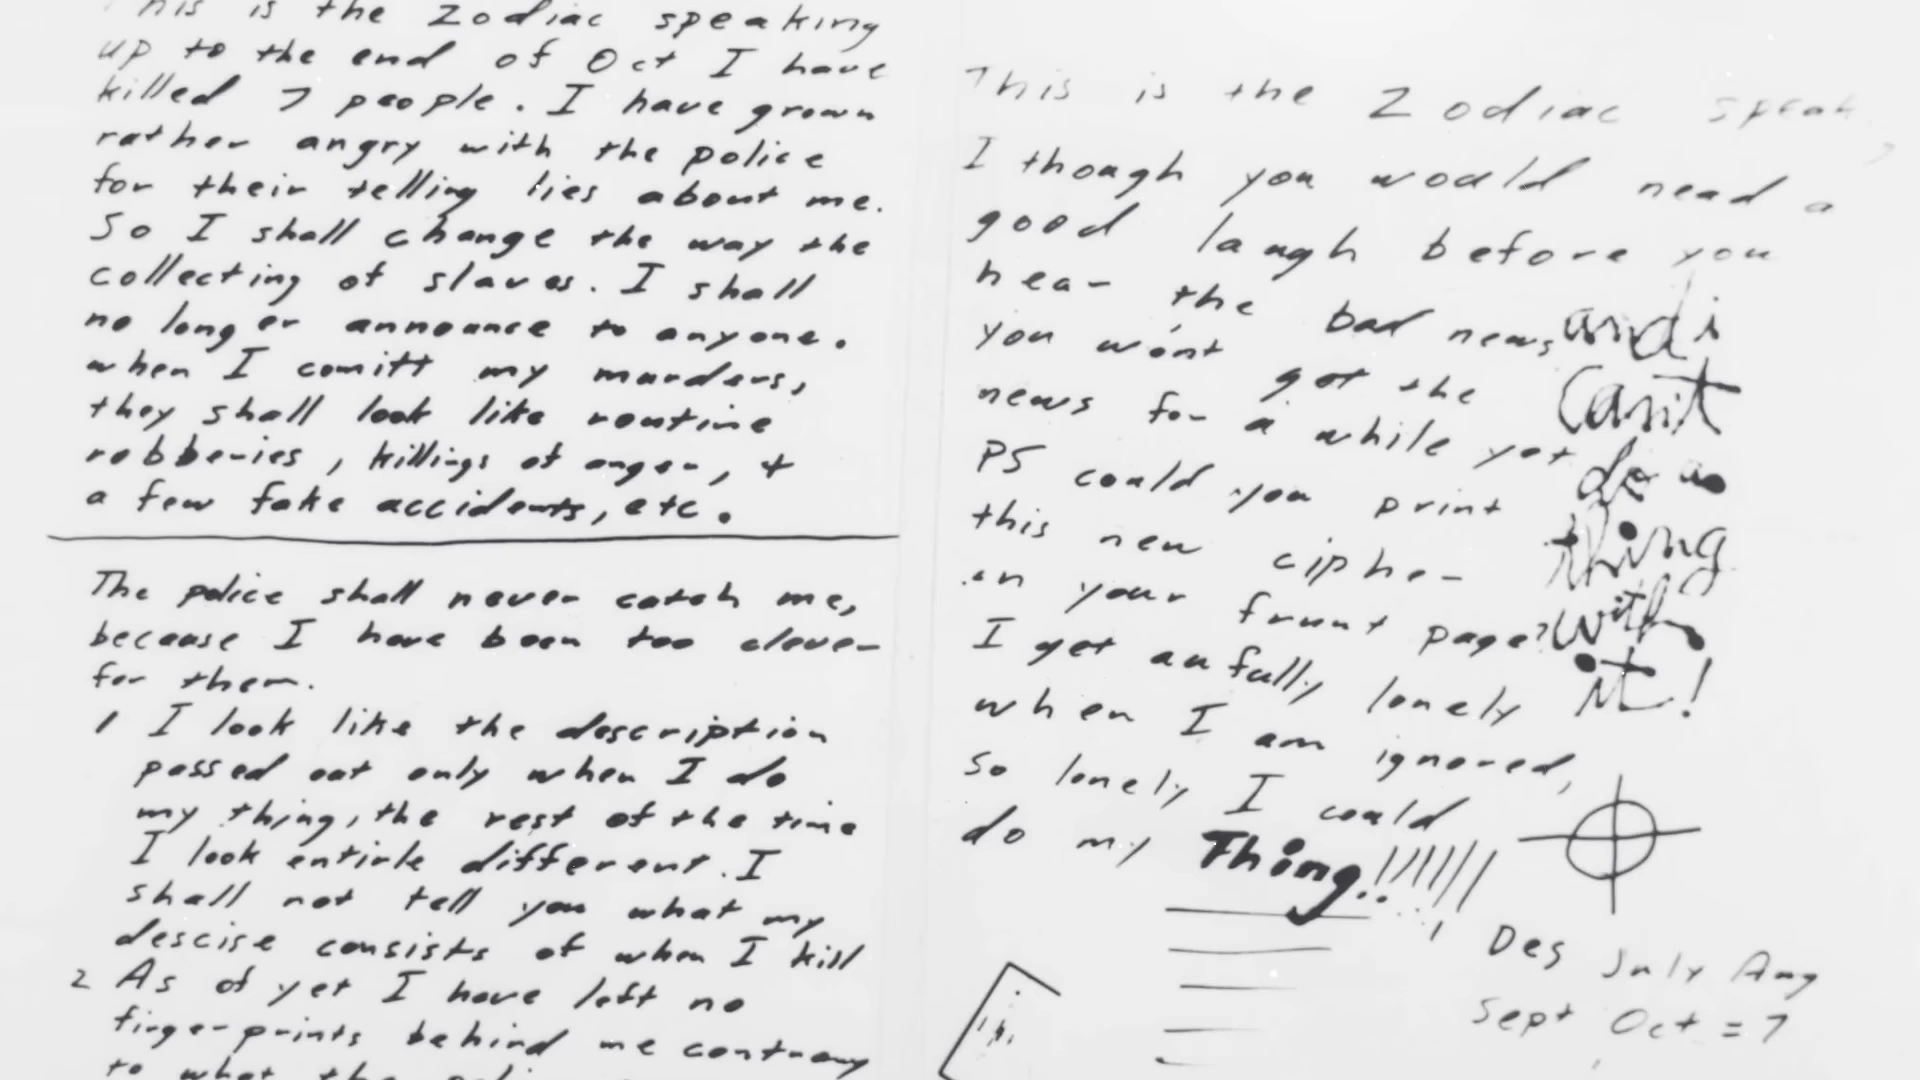 This is the Zodiac speaking
up to the end of Oct I have
killed 7 people. I have grown
rather angry with the police
for their telling lies about me.
So I shall change the way the
collecting of slaves. I shall
no longer announce to anyone.
when I comitt my murders,
they shall look like routine
robberies, killings of anger, +
a few fake accidents, etc.
The police shall never catch me,
because I have been too clever
for them.
1 I look like the description
passed out only when I do
my thing, the rest of the time
I look entirle different. I
shall not tell you what my
descise consists of when I kill
2 As of yet I have left no
fingerprints behind me contrary
to what the
This is the Zodiac speak
I though you would nead a
good laugh before you
hear the bad news
you won't get the
news for a while yet
PS could you print
this new cipher
on your frunt page?
I get aufully lonely
when I am ignored,
So lonely I could
do my Thing!!!!!!
and i
Can't
do a
thing
with
it!
Des July Aug
Sept Oct = 7